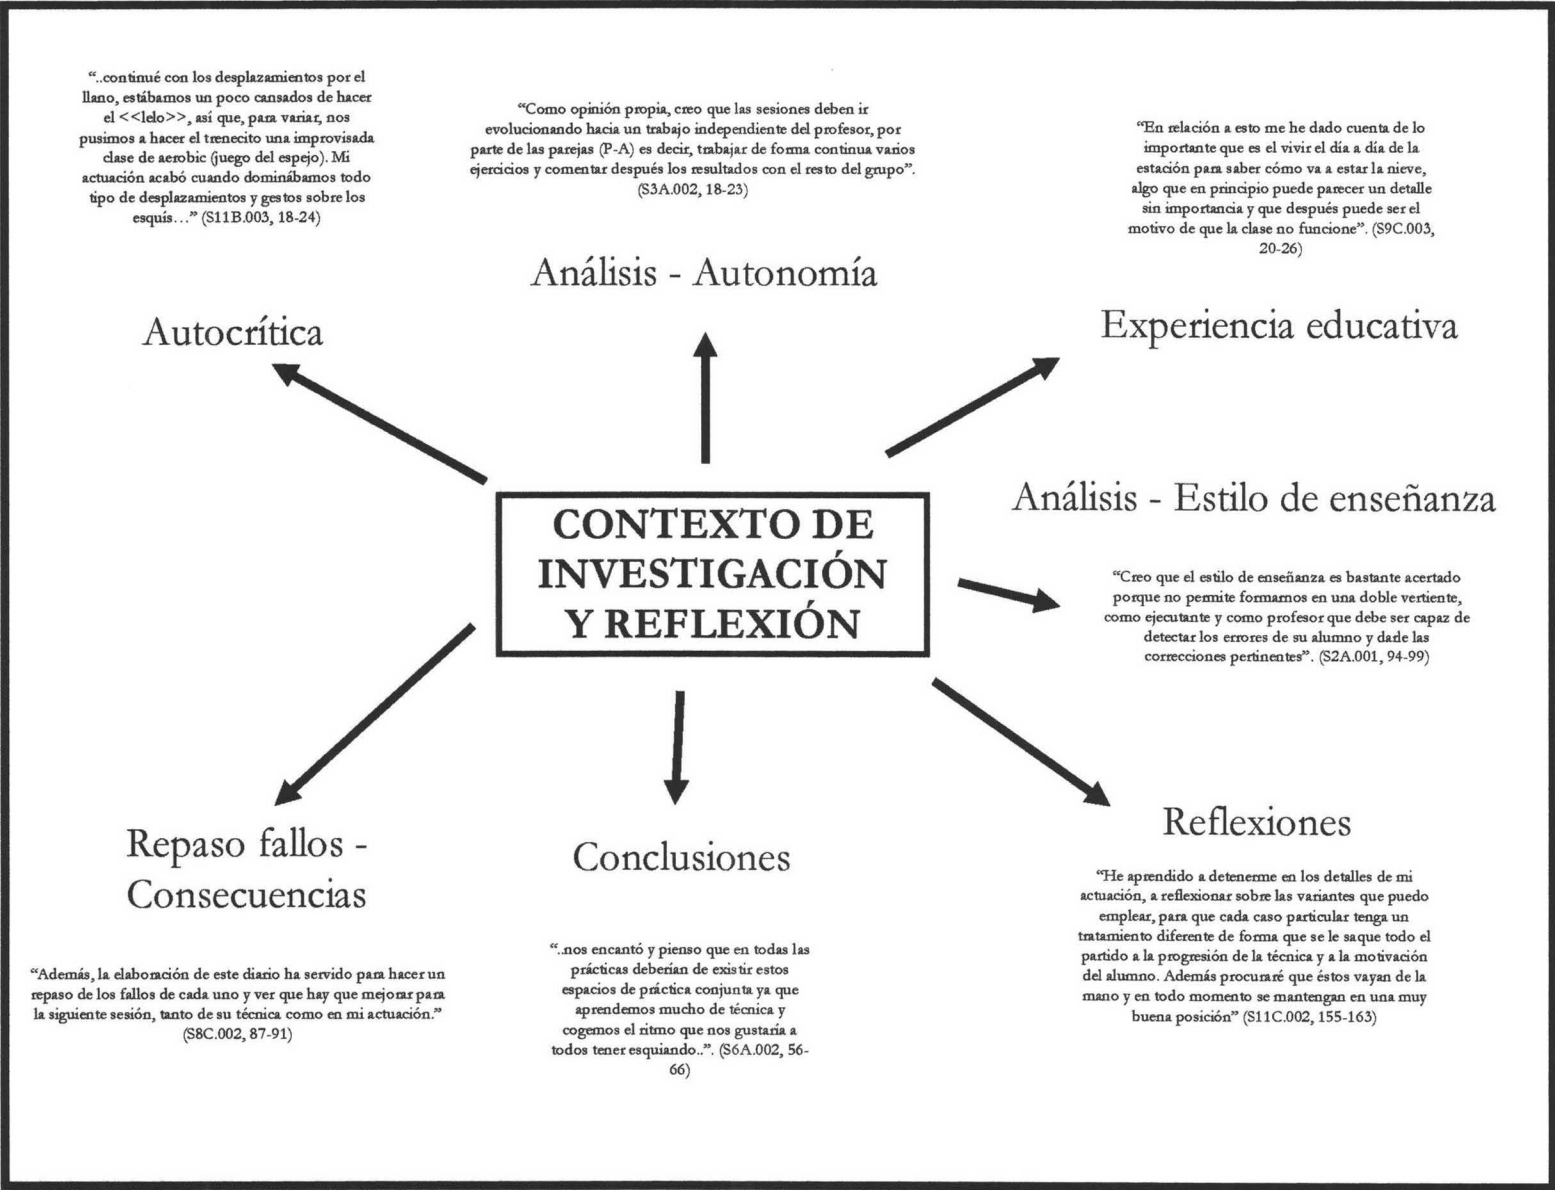 “..continué con los desplazamientos por el
llano, estábamos un poco cansados de hacer
el <<lelo>>, así que, para variar, nos
pusimos a hacer el trenecito una improvisada
clase de aerobic (juego del espejo). Mi
actuación acabó cuando dominábamos todo
tipo de desplazamientos y gestos sobre los
esquís…” (S11B.003, 18-24)
Autocrítica
“Como opinión propia, creo que las sesiones deben ir
evolucionando hacia un trabajo independiente del profesor, por
parte de las parejas (P-A) es decir, trabajar de forma continua varios
ejercicios y comentar después los resultados con el resto del grupo”.
(S3A.002, 18-23)
Análisis - Autonomía
“En relación a esto me he dado cuenta de lo
importante que es el vivir el día a día de la
estación para saber cómo va a estar la nieve,
algo que en principio puede parecer un detalle
sin importancia y que después puede ser el
motivo de que la clase no funcione”. (S9C.003,
20-26)
Experiencia educativa
CONTEXTO DE
INVESTIGACIÓN
Y REFLEXIÓN
Análisis - Estilo de enseñanza
“Creo que el estilo de enseñanza es bastante acertado
porque no permite formarnos en una doble vertiente,
como ejecutante y como profesor que debe ser capaz de
detectar los errores de su alumno y darle las
correcciones pertinentes”. (S2A.001, 94-99)
Repaso fallos -
Consecuencias
“Además, la elaboración de este diario ha servido para hacer un
repaso de los fallos de cada uno y ver que hay que mejorar para
la siguiente sesión, tanto de su técnica como en mi actuación.”
(S8C.002, 87-91)
Conclusiones
“..nos encantó y pienso que en todas las
prácticas deberían de existir estos
espacios de práctica conjunta ya que
aprendemos mucho de técnica y
cogemos el ritmo que nos gustaría a
todos tener esquiando..”. (S6A.002, 56-
66)
Reflexiones
“He aprendido a detenerme en los detalles de mi
actuación, a reflexionar sobre las variantes que puedo
emplear, para que cada caso particular tenga un
tratamiento diferente de forma que se le saque todo el
partido a la progresión de la técnica y a la motivación
del alumno. Además procuraré que éstos vayan de la
mano y en todo momento se mantengan en una muy
buena posición” (S11C.002, 155-163)